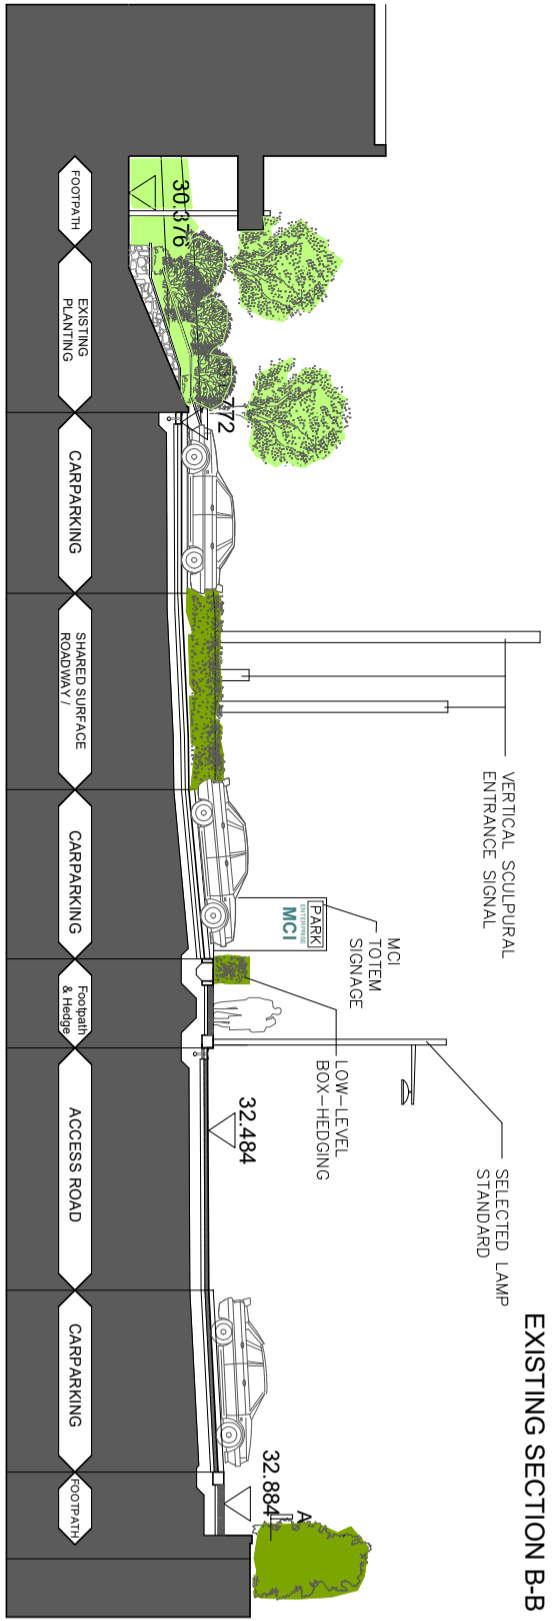 EXISTING SECTION B-B
VERTICAL SCULPURAL
ENTRANCE SIGNAL
MCI
TOTEM
SIGNAGE
SELECTED LAMP
STANDARD
LOW-LEVEL
BOX-HEDGING
PARK
ENTERPRISE
MCI
30.376
772
32.484
32.884
A
FOOTPATH
EXISTING
PLANTING
CARPARKING
SHARED SURFACE
ROADWAY /
CARPARKING
Footpath
& Hedge
ACCESS ROAD
CARPARKING
FOOTPATH